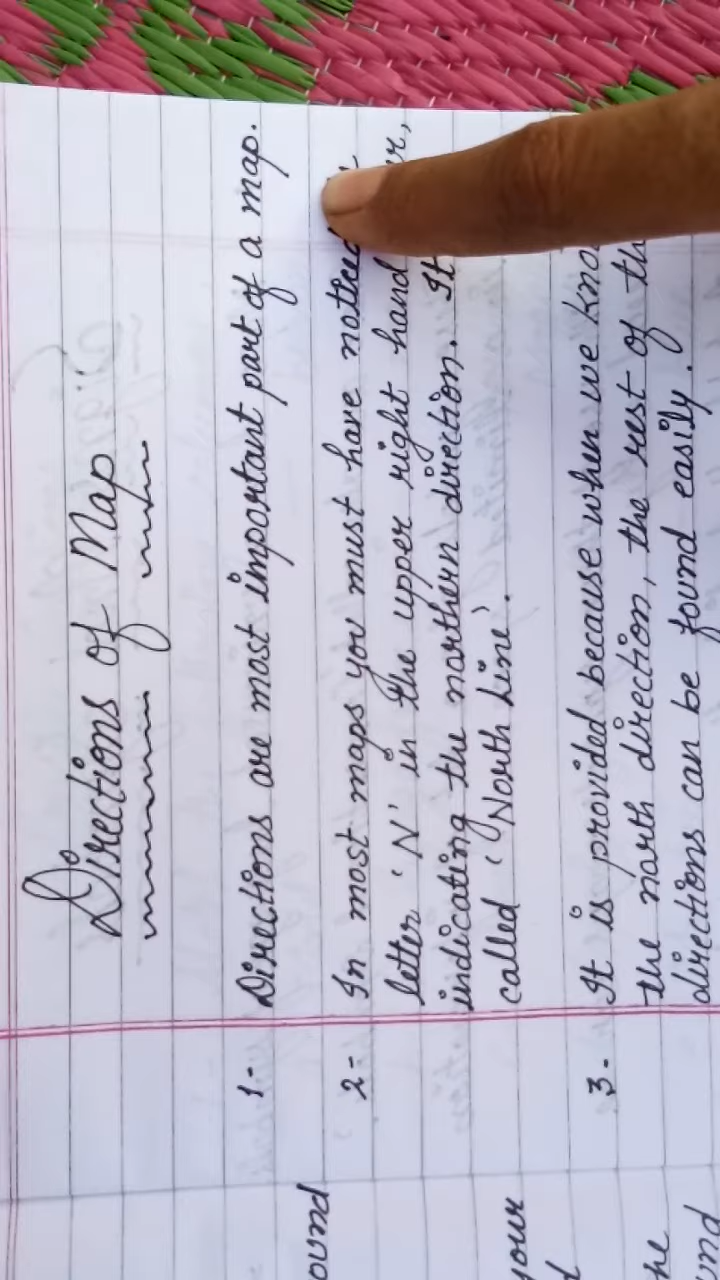 Directions of Map
1- Directions are most important part of a map.
2- In most maps you must have noticed
letter 'N' in the upper right hand
indicating the northern direction. It
called 'North Line'.
3- It is provided because when we
the north direction, the rest of
directions can be found easily.
your